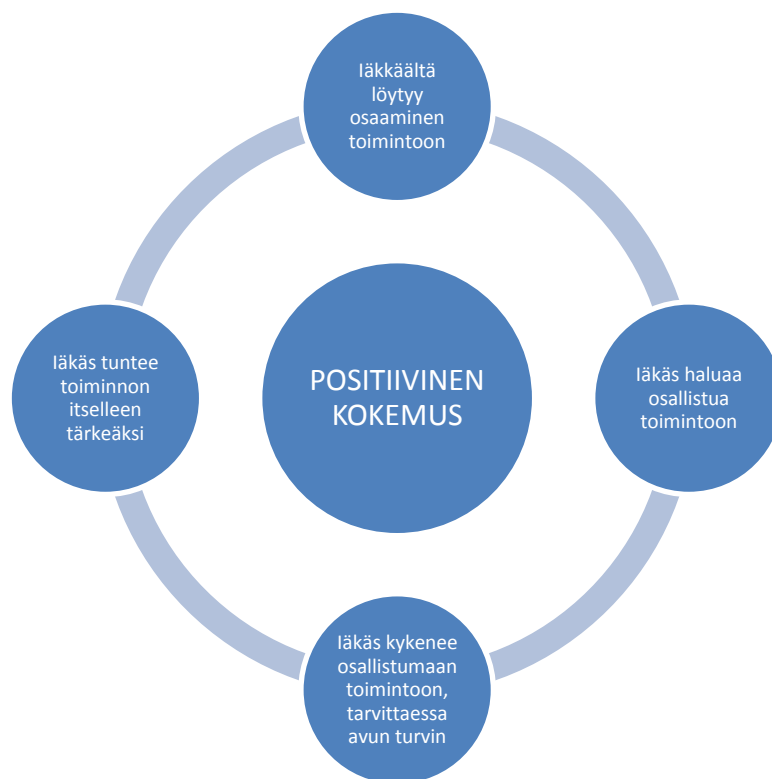 Iäkkäältä
löytyy
osaaminen
toimintoon
Iäkäs tuntee
toiminnon
itselleen
tärkeäksi
POSITIIVINEN
KOKEMUS
Iäkäs haluaa
osallistua
toimintoon
Iäkäs kykenee
osallistumaan
toimintoon,
tarvittaessa
avun turvin